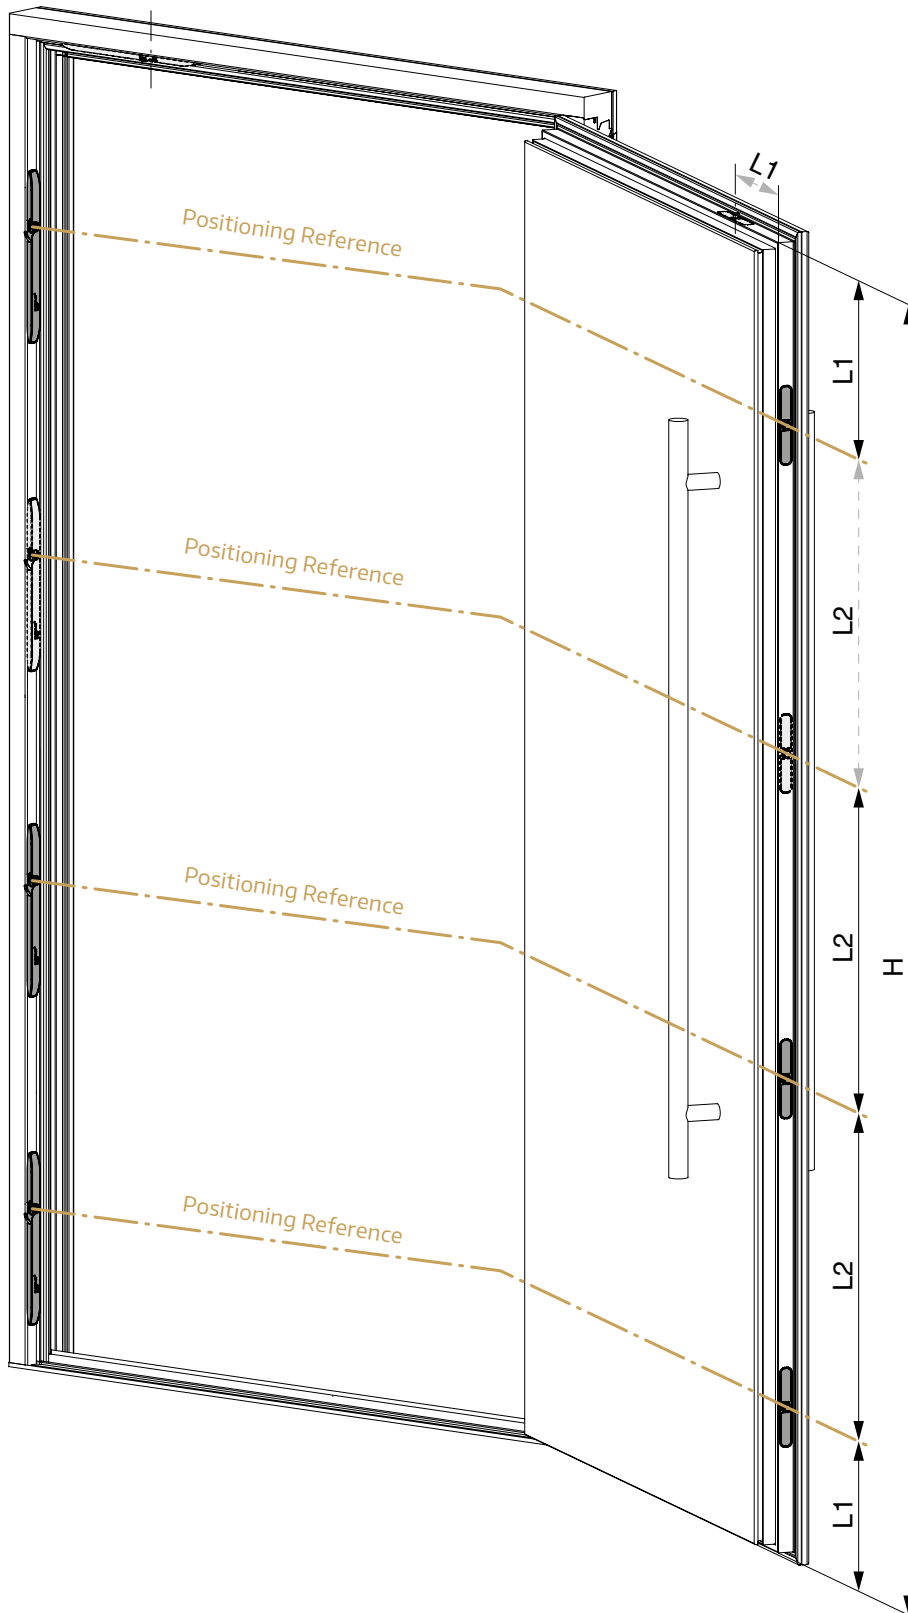 L1
Positioning Reference
L1
Positioning Reference
L2
Positioning Reference
L2
H
Positioning Reference
L2
L1